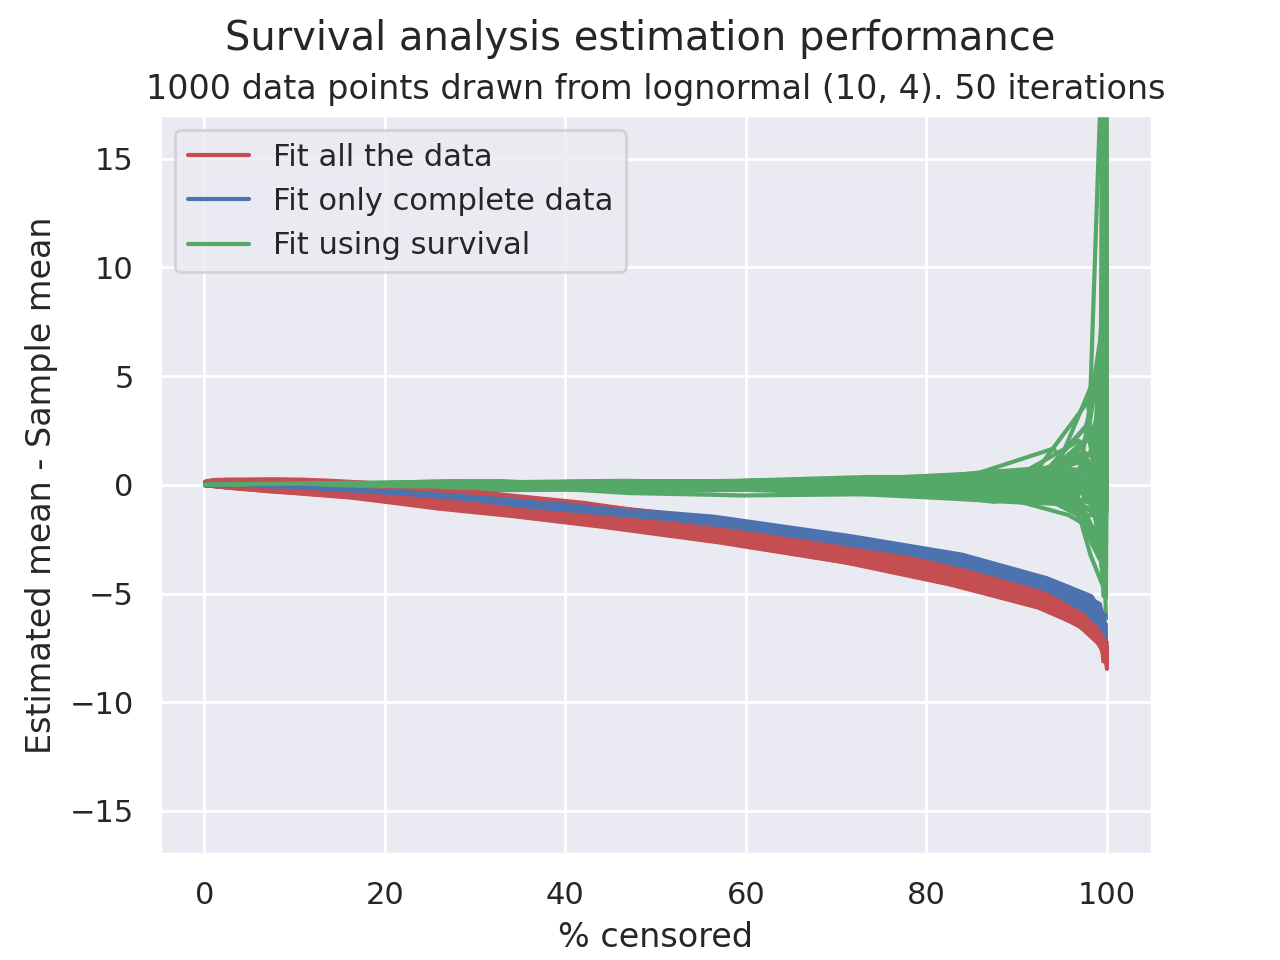 Survival analysis estimation performance
1000 data points drawn from lognormal (10, 4). 50 iterations
Fit all the data
Fit only complete data
Fit using survival
Estimated mean - Sample mean
15
10
5
0
−5
−10
−15
0 20 40 60 80 100
% censored